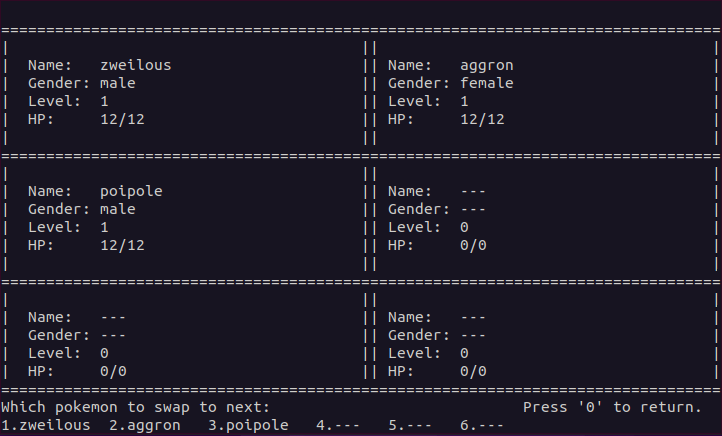 ================================================================================
|                                       ||                                     |
|  Name:   zweilous                     || Name:   aggron                      |
|  Gender: male                         || Gender: female                      |
|  Level:  1                            || Level:  1                           |
|  HP:     12/12                        || HP:     12/12                       |
|                                       ||                                     |
================================================================================
|                                       ||                                     |
|  Name:   poipole                      || Name:   ---                         |
|  Gender: male                         || Gender: ---                         |
|  Level:  1                            || Level:  0                           |
|  HP:     12/12                        || HP:     0/0                         |
|                                       ||                                     |
================================================================================
|                                       ||                                     |
|  Name:   ---                          || Name:   ---                         |
|  Gender: ---                          || Gender: ---                         |
|  Level:  0                            || Level:  0                           |
|  HP:     0/0                          || HP:     0/0                         |
================================================================================
Which pokemon to swap to next:                            Press '0' to return.
1.zweilous  2.aggron   3.poipole   4.---   5.---   6.---